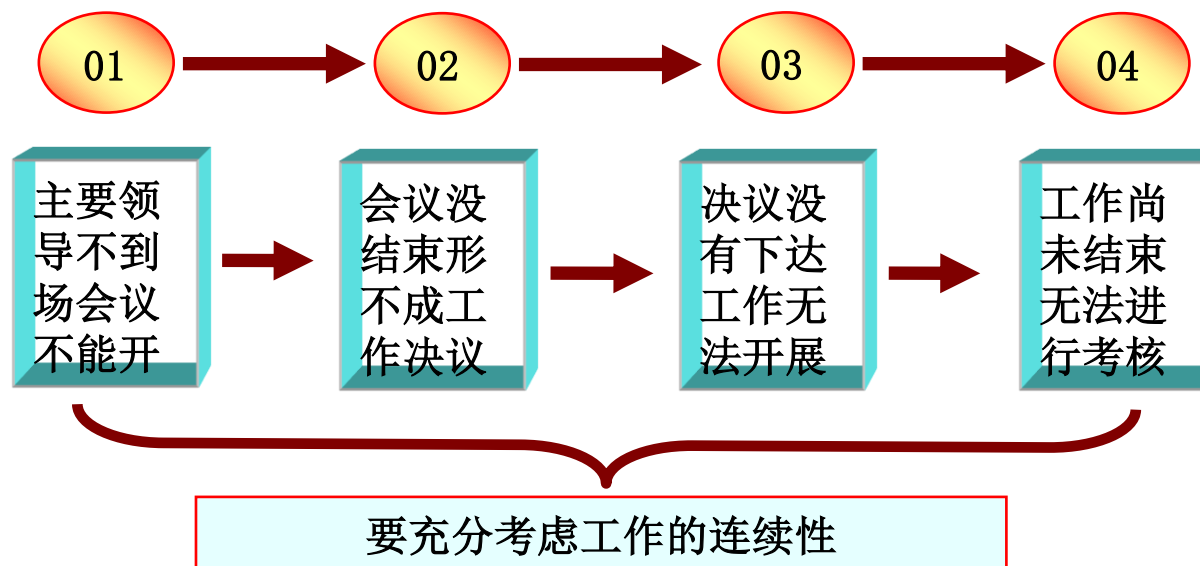 01
02
03
04
主要领
导不到
场会议
不能开
会议没
结束形
不成工
作决议
决议没
有下达
工作无
法开展
工作尚
未结束
无法进
行考核
要充分考虑工作的连续性